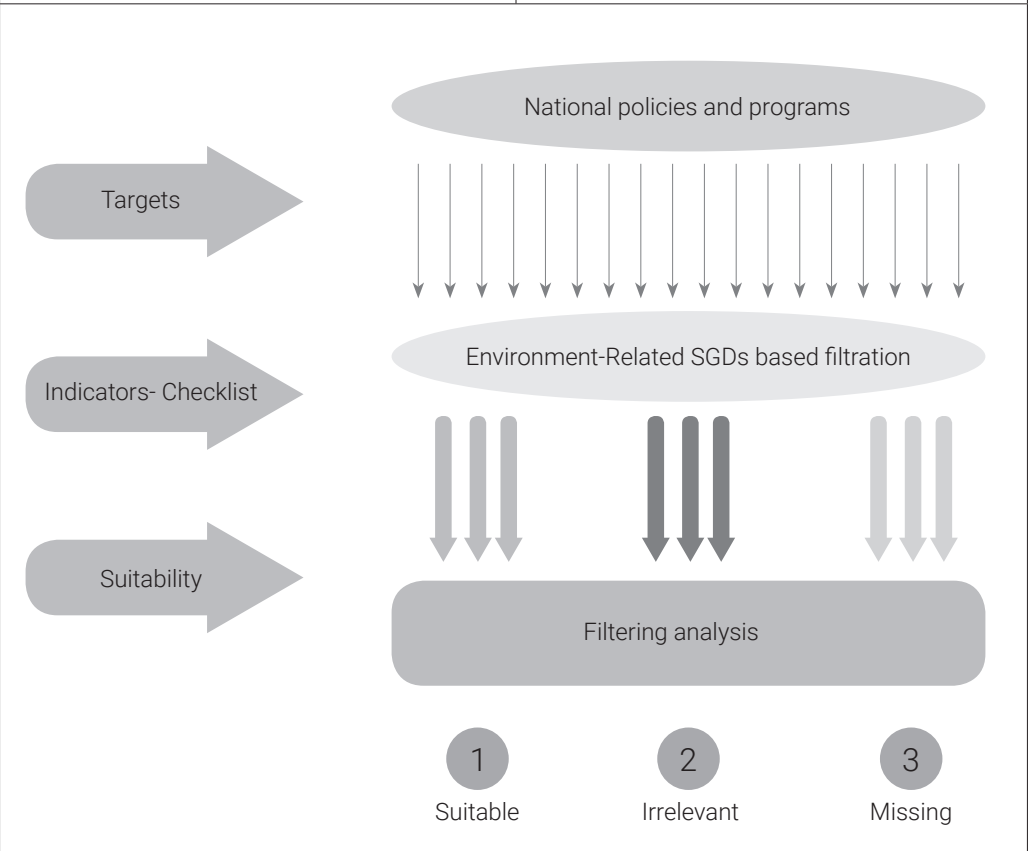 National policies and programs
Targets
Environment-Related SGDs based filtration
Indicators- Checklist
Suitability
Filtering analysis
1
2
3
Suitable
Irrelevant
Missing